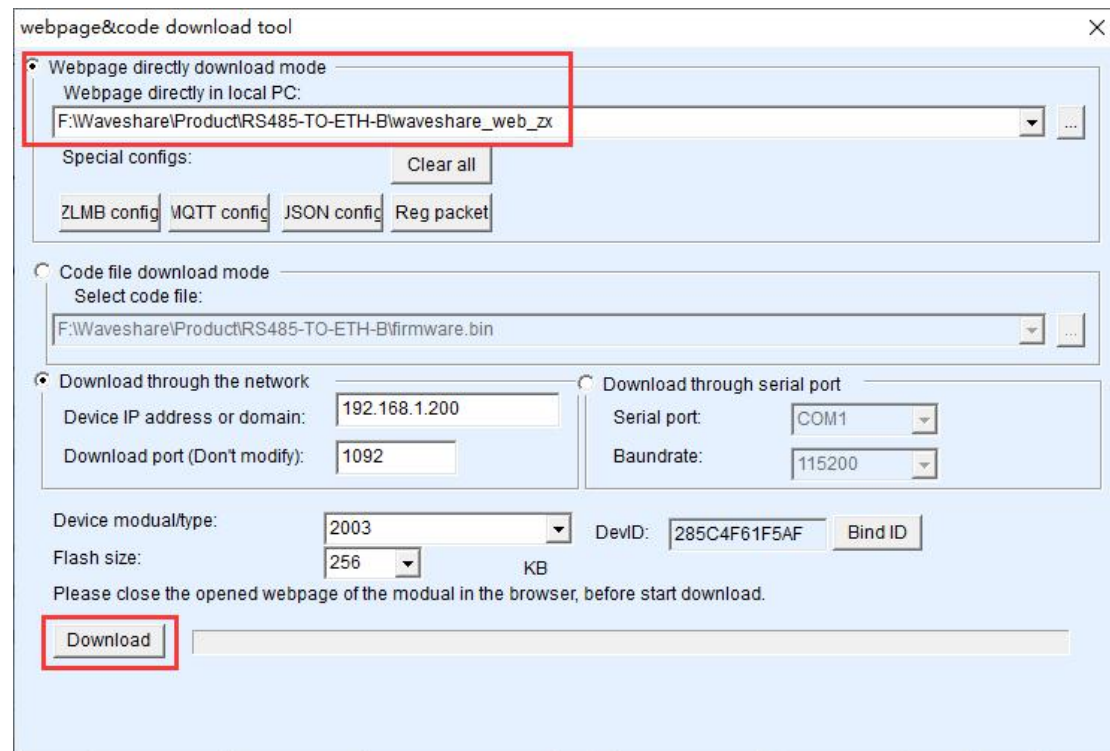 webpage&code download tool
Webpage directly download mode
Webpage directly in local PC:
F:\Waveshare\Product\RS485-TO-ETH-B\waveshare_web_zx
...
Special configs:
Clear all
ZLMB config
MQTT config
JSON config
Reg packet
Code file download mode
Select code file:
F:\Waveshare\Product\RS485-TO-ETH-B\firmware.bin
...
Download through the network
Device IP address or domain:
192.168.1.200
Download port (Don't modify):
1092
Download through serial port
Serial port:
COM1
Baundrate:
115200
Device modual/type:
2003
DevID:
285C4F61F5AF
Bind ID
Flash size:
256
KB
Please close the opened webpage of the modual in the browser, before start download.
Download